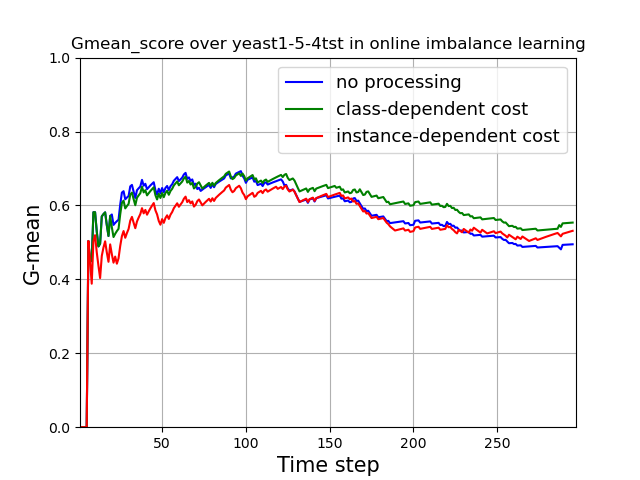 Gmean_score over yeast1-5-4tst in online imbalance learning
1.0
0.8
0.6
0.4
0.2
0.0
G-mean
no processing
class-dependent cost
instance-dependent cost
50
100
150
200
250
Time step